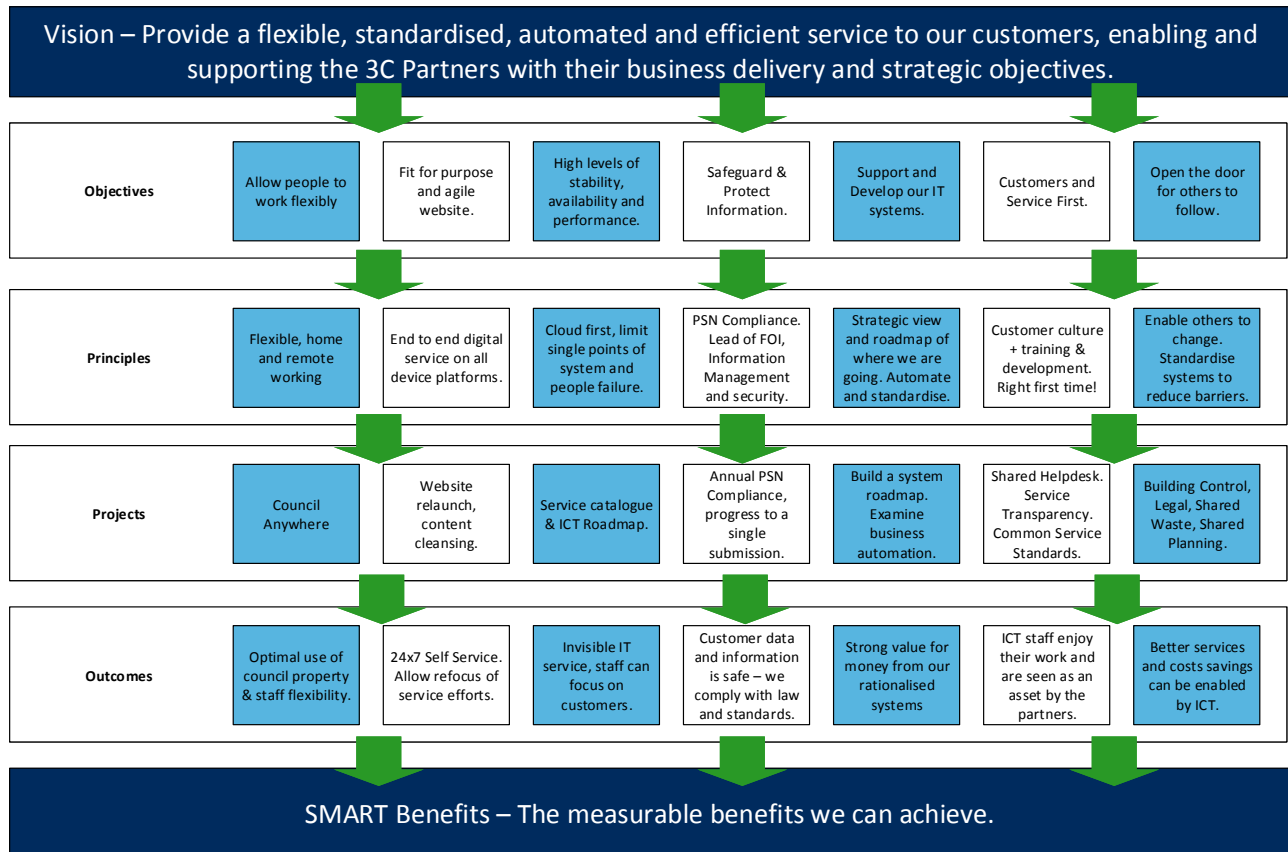 Vision – Provide a flexible, standardised, automated and efficient service to our customers, enabling and
supporting the 3C Partners with their business delivery and strategic objectives.
Objectives
Allow people to
work flexibly
Fit for purpose
and agile
website.
High levels of
stability,
availability and
performance.
Safeguard &
Protect
Information.
Support and
Develop our IT
systems.
Customers and
Service First.
Open the door
for others to
follow.
Principles
Flexible, home
and remote
working
End to end digital
service on all
device platforms.
Cloud first, limit
single points of
system and
people failure.
PSN Compliance.
Lead of FOI,
Information
Management
and security.
Strategic view
and roadmap of
where we are
going. Automate
and standardise.
Customer culture
+ training &
development.
Right first time!
Enable others to
change.
Standardise
systems to
reduce barriers.
Projects
Council
Anywhere
Website
relaunch,
content
cleansing.
Service catalogue
& ICT Roadmap.
Annual PSN
Compliance,
progress to a
single
submission.
Build a system
roadmap.
Examine
business
automation.
Shared Helpdesk.
Service
Transparency.
Common Service
Standards.
Building Control,
Legal, Shared
Waste, Shared
Planning.
Outcomes
Optimal use of
council property
& staff flexibility.
24x7 Self Service.
Allow refocus of
service efforts.
Invisible IT
service, staff can
focus on
customers.
Customer data
and information
is safe – we
comply with law
and standards.
Strong value for
money from our
rationalised
systems
ICT staff enjoy
their work and
are seen as an
asset by the
partners.
Better services
and costs savings
can be enabled
by ICT.
SMART Benefits – The measurable benefits we can achieve.